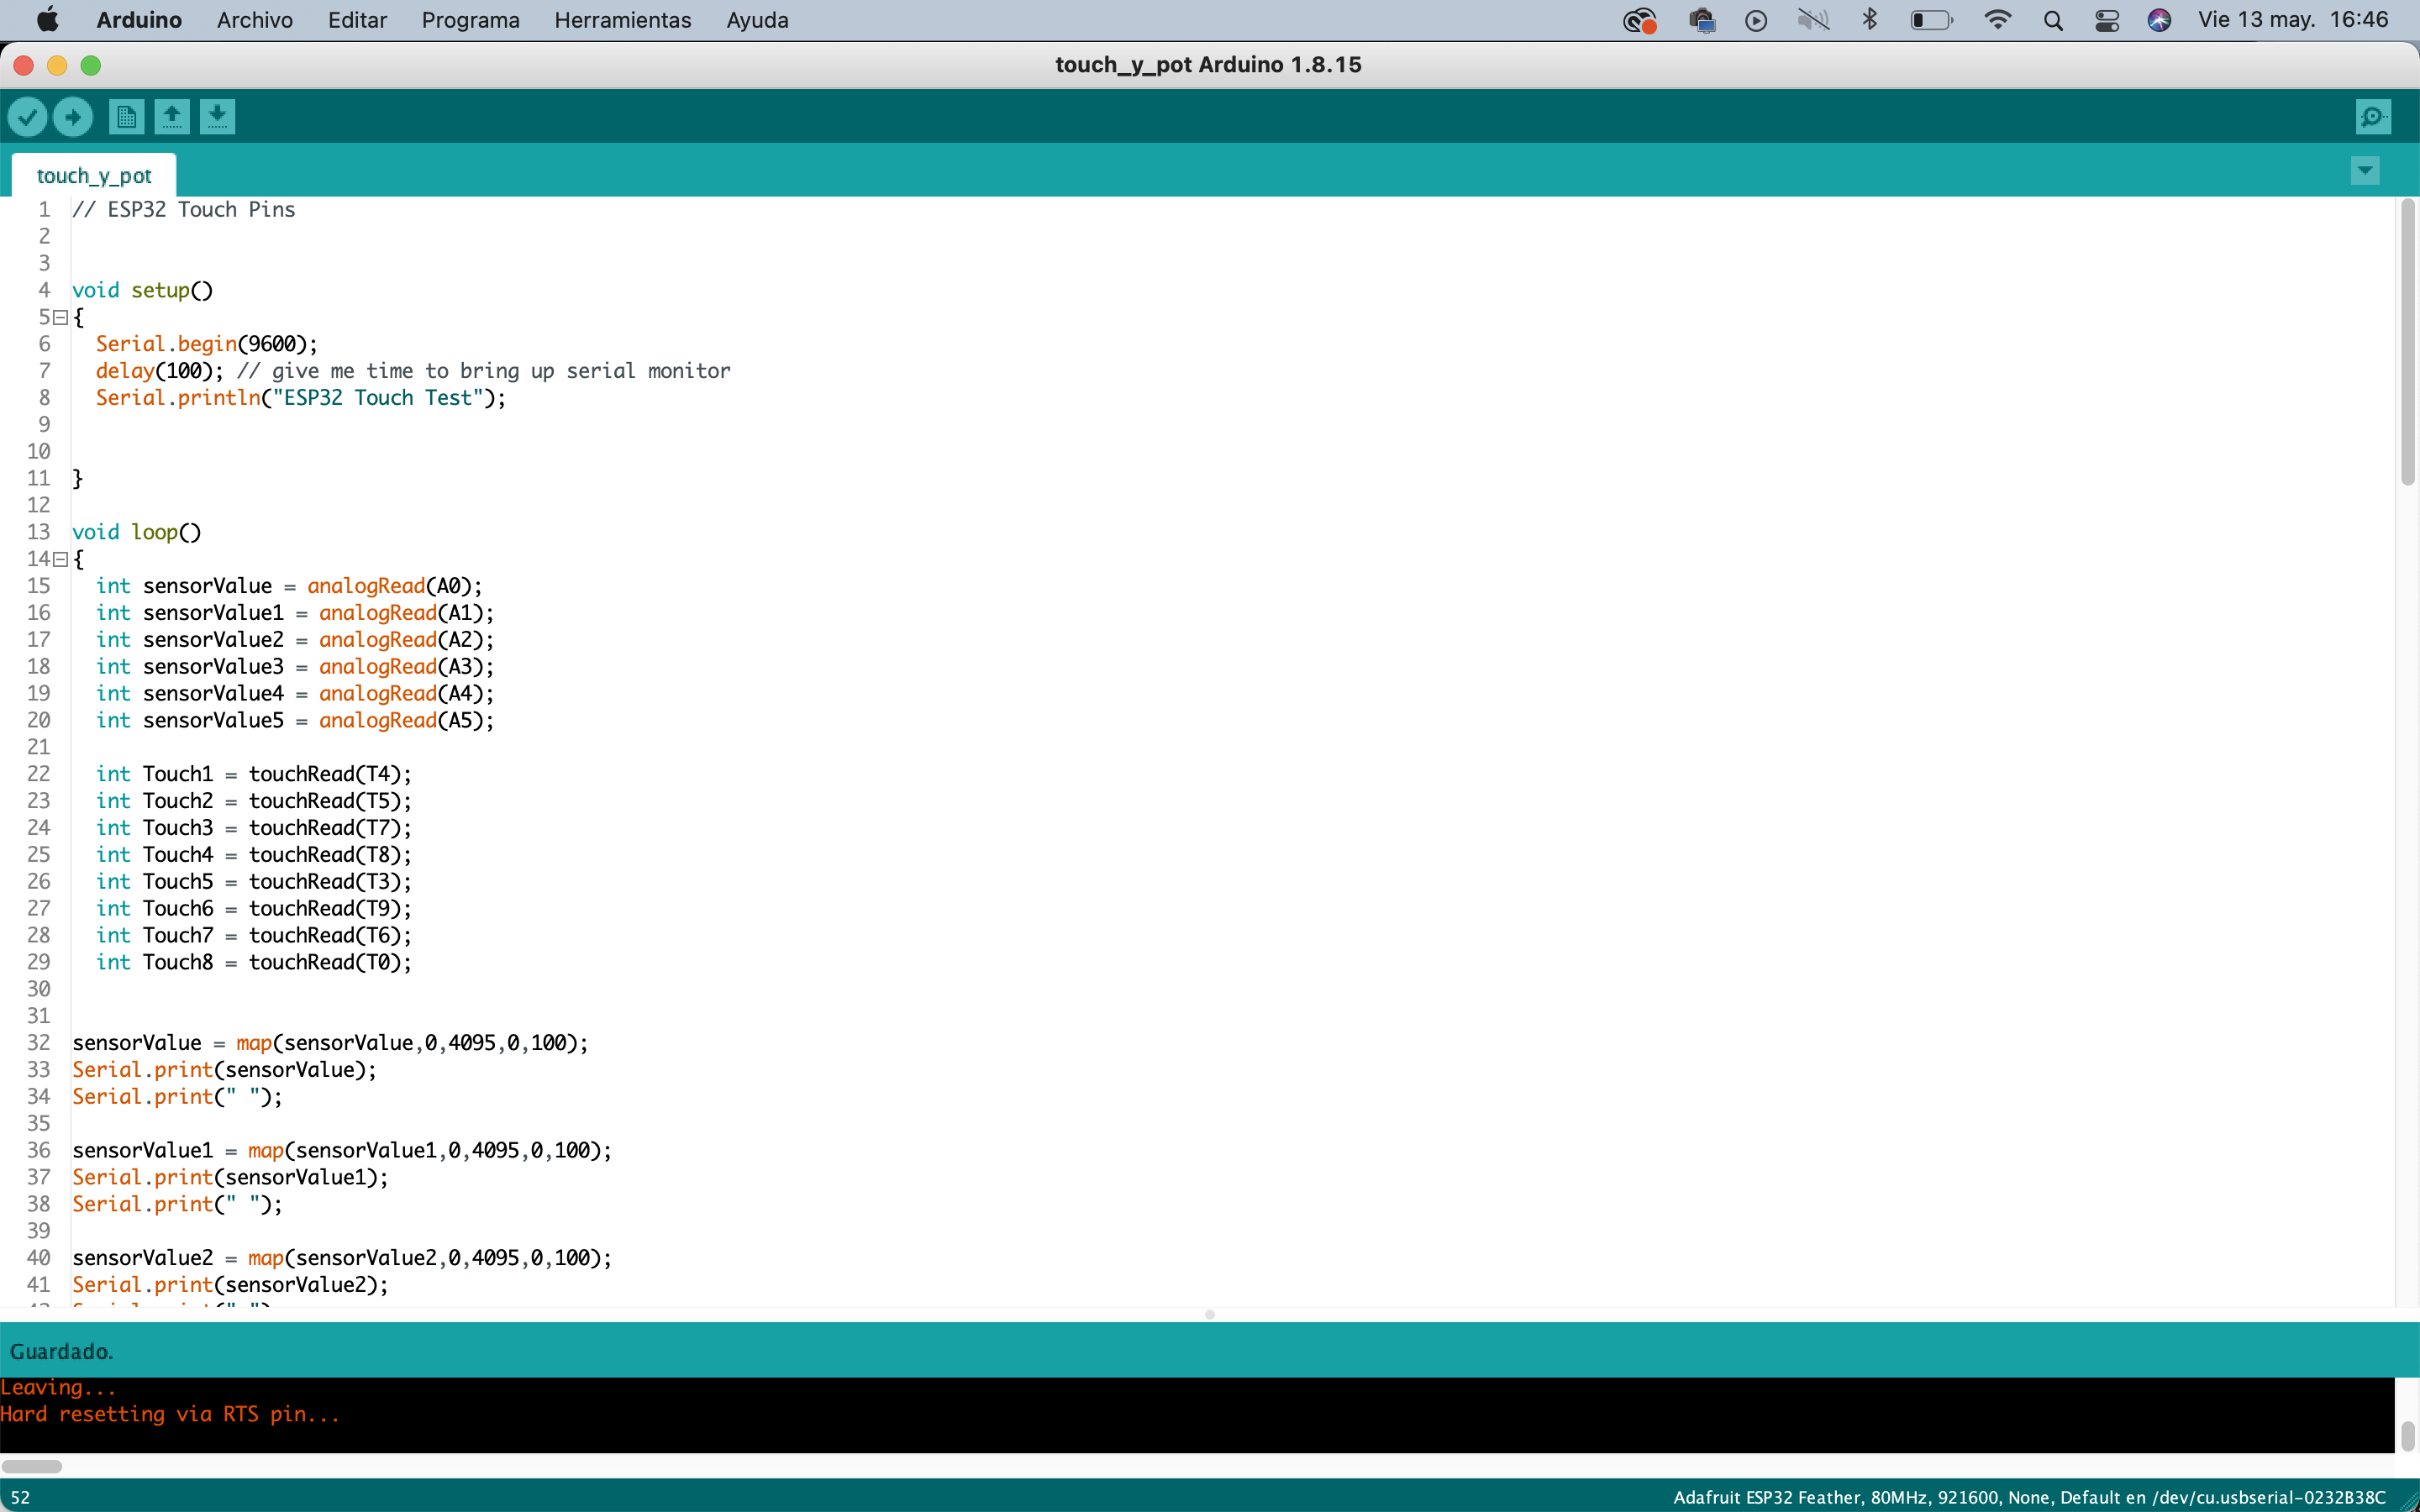 Arduino Archivo Editar Programa Herramientas Ayuda Vie 13 may. 16:46
touch_y_pot Arduino 1.8.15
touch_y_pot
1 // ESP32 Touch Pins
2
3
4 void setup()
5 {
6 Serial.begin(9600);
7 delay(100); // give me time to bring up serial monitor
8 Serial.println("ESP32 Touch Test");
9
10
11 }
12
13 void loop()
14 {
15 int sensorValue = analogRead(A0);
16 int sensorValue1 = analogRead(A1);
17 int sensorValue2 = analogRead(A2);
18 int sensorValue3 = analogRead(A3);
19 int sensorValue4 = analogRead(A4);
20 int sensorValue5 = analogRead(A5);
21
22 int Touch1 = touchRead(T4);
23 int Touch2 = touchRead(T5);
24 int Touch3 = touchRead(T7);
25 int Touch4 = touchRead(T8);
26 int Touch5 = touchRead(T3);
27 int Touch6 = touchRead(T9);
28 int Touch7 = touchRead(T6);
29 int Touch8 = touchRead(T0);
30
31
32 sensorValue = map(sensorValue,0,4095,0,100);
33 Serial.print(sensorValue);
34 Serial.print(" ");
35
36 sensorValue1 = map(sensorValue1,0,4095,0,100);
37 Serial.print(sensorValue1);
38 Serial.print(" ");
39
40 sensorValue2 = map(sensorValue2,0,4095,0,100);
41 Serial.print(sensorValue2);
Guardado.
Leaving...
Hard resetting via RTS pin...
52 Adafruit ESP32 Feather, 80MHz, 921600, None, Default en /dev/cu.usbserial-0232B38C